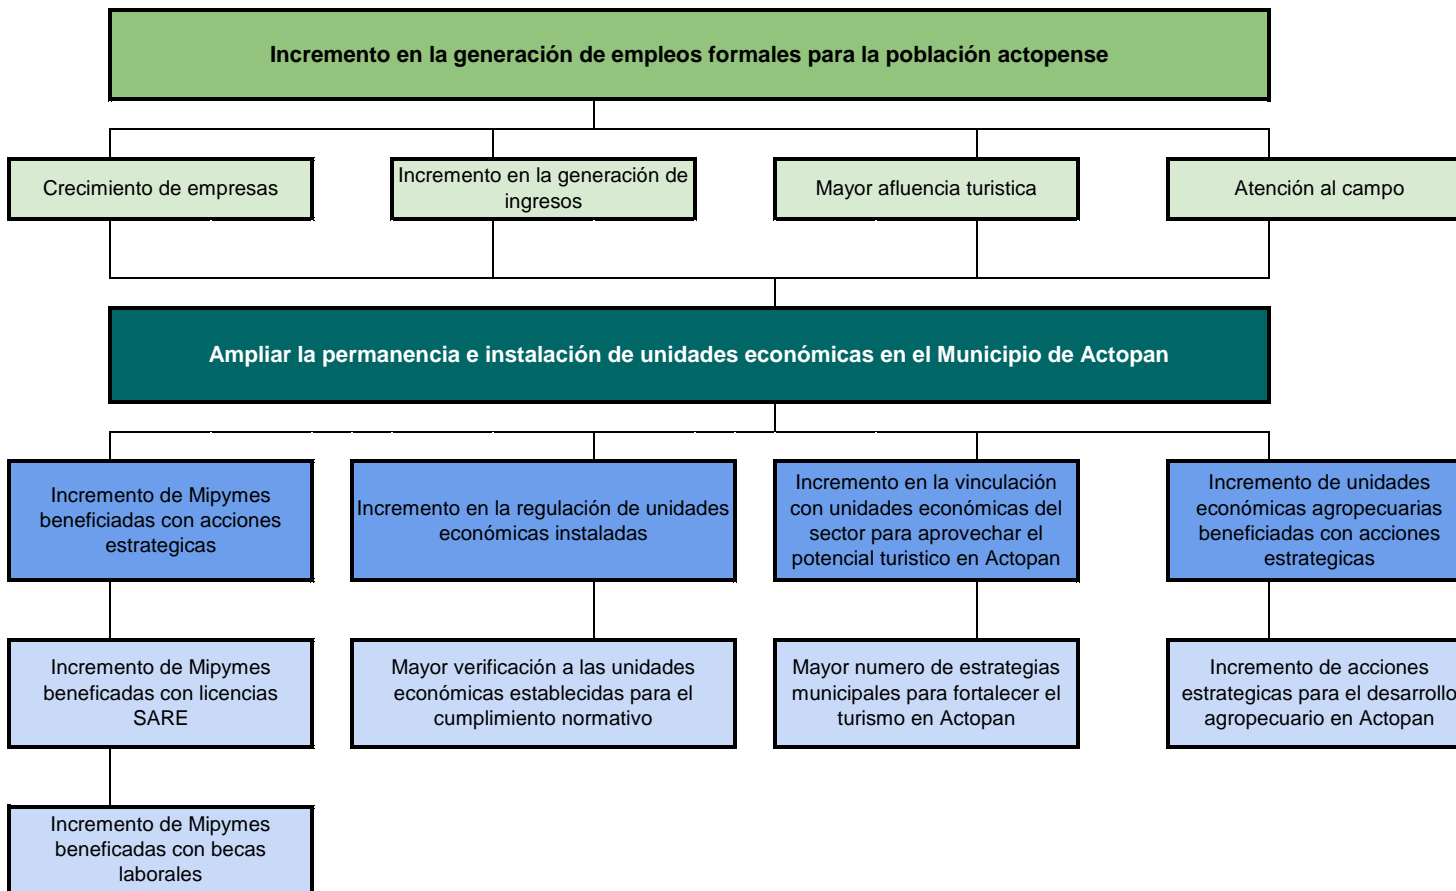 Incremento en la generación de empleos formales para la población actopense
Crecimiento de empresas
Incremento en la generación de
ingresos
Mayor afluencia turistica
Atención al campo
Ampliar la permanencia e instalación de unidades económicas en el Municipio de Actopan
Incremento de Mipymes
beneficiadas con acciones
estrategicas
Incremento en la regulación de unidades
económicas instaladas
Incremento en la vinculación
con unidades económicas del
sector para aprovechar el
potencial turistico en Actopan
Incremento de unidades
económicas agropecuarias
beneficiadas con acciones
estrategicas
Incremento de Mipymes
beneficadas con licencias
SARE
Mayor verificación a las unidades
económicas establecidas para el
cumplimiento normativo
Mayor numero de estrategias
municipales para fortalecer el
turismo en Actopan
Incremento de acciones
estrategicas para el desarrollo
agropecuario en Actopan
Incremento de Mipymes
beneficadas con becas
laborales